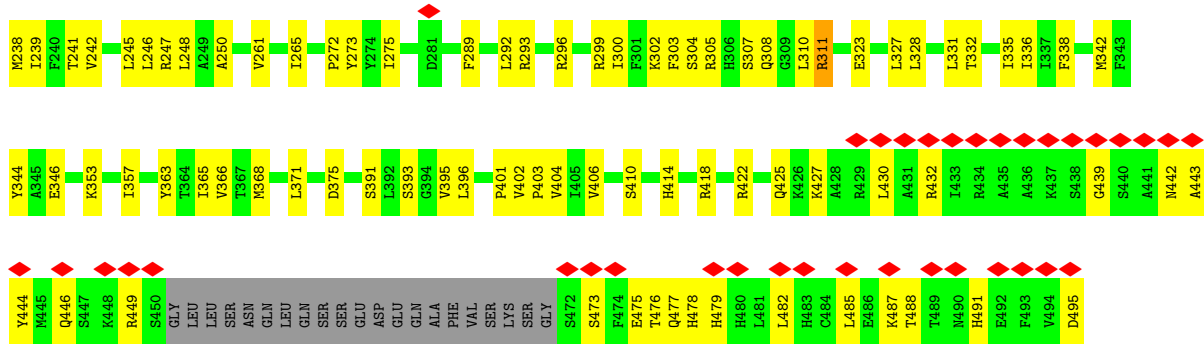 M238 I239 F240 T241 V242 L245 L246 R247 L248 A249 A250 V261 I265 P272 Y273 Y274 I275 D281 F289 L292 R293 R296 R299 I300 F301 K302 F303 S304 R305 H306 S307 Q308 G309 L310 R311 E323 L327 L328 L331 T332 I335 I336 I337 F338 M342 F343
Y344 A345 E346 K353 I357 Y363 T364 I365 V366 T367 M368 L371 D375 S391 L392 S393 G394 V395 L396 P401 V402 P403 V404 I405 V406 S410 H414 R418 R422 Q425 K426 K427 A428 R429 L430 A431 R432 I433 R434 A435 A436 K437 S438 G439 S440 A441 N442 A443
Y444 M445 Q446 S447 K448 R449 S450 GLY LEU LEU SER ASN GLN LEU GLN SER SER GLU ASP GLU GLN ALA PHE VAL SER LYS SER GLY S472 S473 F474 E475 T476 Q477 H478 H479 H480 L481 L482 H483 C484 L485 E486 K487 T488 T489 N490 H491 E492 F493 V494 D495